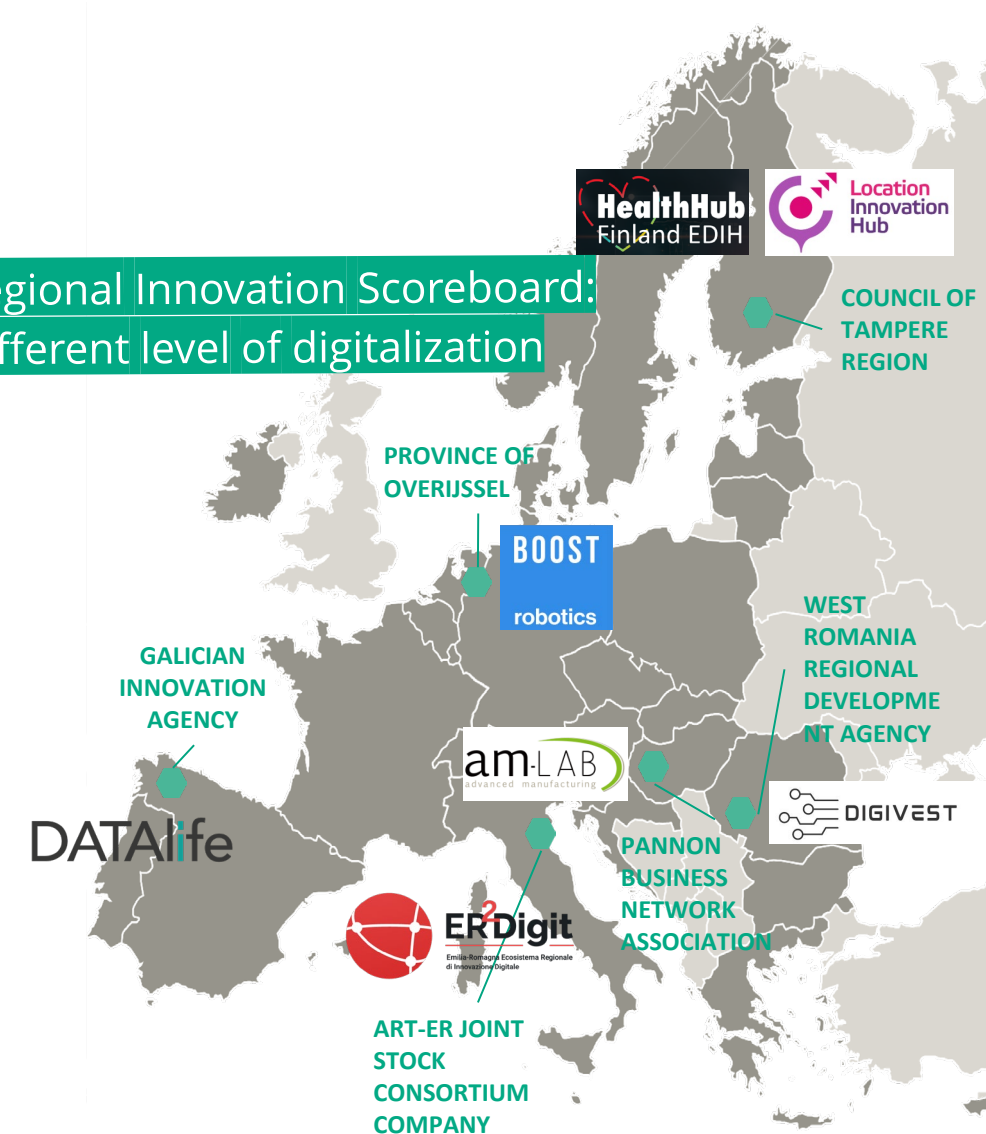 HealthHub
Finland EDIH
Location
Innovation
Hub
egional Innovation Scoreboard:
fferent level of digitalization
COUNCIL OF
TAMPERE
REGION
PROVINCE OF
OVERIJSSEL
BOOST
robotics
WEST
ROMANIA
REGIONAL
DEVELOPME
NT AGENCY
GALICIAN
INNOVATION
AGENCY
am-LAB
advanced manufacturing
DIGIVEST
DATAlife
PANNON
BUSINESS
NETWORK
ASSOCIATION
ER2Digit
Emilia-Romagna Ecosistema Regionale
di Innovazione Digitale
ART-ER JOINT
STOCK
CONSORTIUM
COMPANY